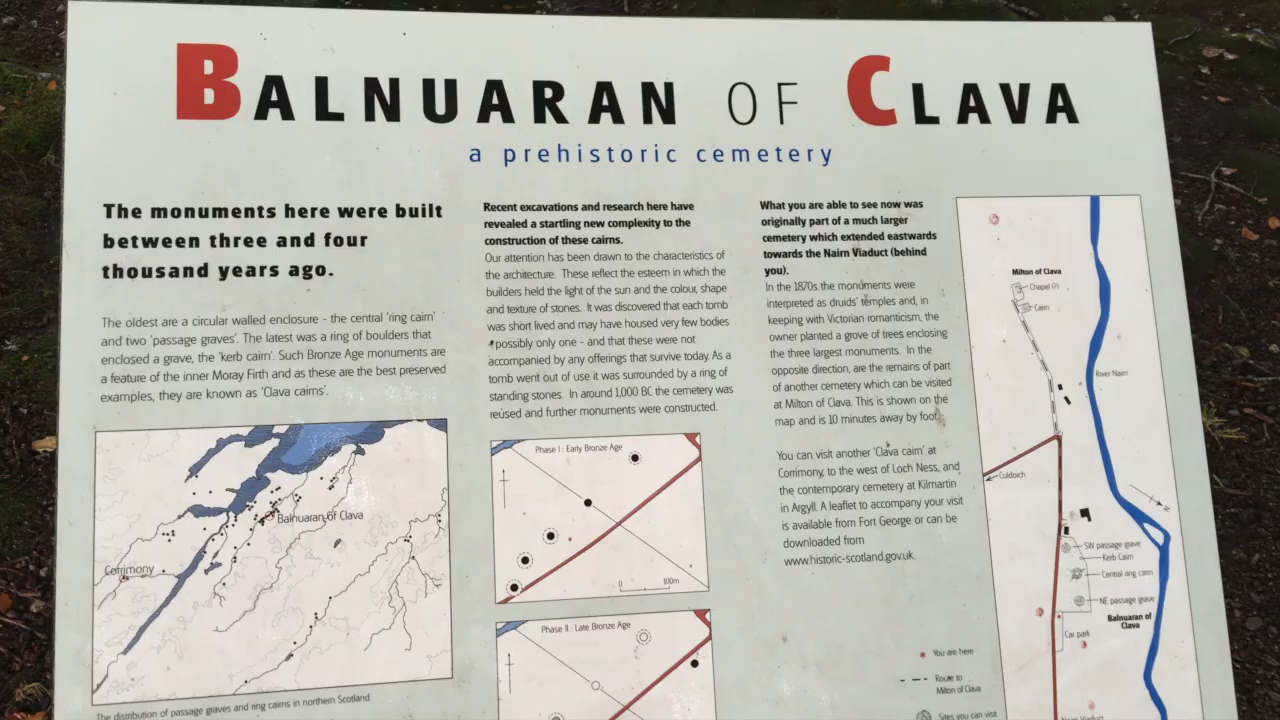 BALNUARAN OF CLAVA
a prehistoric cemetery
The monuments here were built
between three and four
thousand years ago.
The oldest are a circular walled enclosure - the central 'ring cairn'
and two 'passage graves'. The latest was a ring of boulders that
enclosed a grave, the 'kerb cairn'. Such Bronze Age monuments are
a feature of the inner Moray Firth and as these are the best preserved
examples, they are known as 'Clava cairns'.
Balnuaran of Clava
Corrimony
The distribution of passage graves and ring cairns in northern Scotland.
Recent excavations and research here have
revealed a startling new complexity to the
construction of these cairns.
Our attention has been drawn to the characteristics of
the architecture. These reflect the esteem in which the
builders held the light of the sun and the colour, shape
and texture of stones. It was discovered that each tomb
was short lived and may have housed very few bodies
possibly only one - and that these were not
accompanied by any offerings that survive today. As a
tomb went out of use it was surrounded by a ring of
standing stones. In around 1,000 BC the cemetery was
reused and further monuments were constructed.
Phase I : Early Bronze Age
0 100m
Phase II : Late Bronze Age
What you are able to see now was
originally part of a much larger
cemetery which extended eastwards
towards the Nairn Viaduct (behind
you).
In the 1870s the monuments were
interpreted as druids' temples and, in
keeping with Victorian romanticism, the
owner planted a grove of trees enclosing
the three largest monuments. In the
opposite direction, are the remains of part
of another cemetery which can be visited
at Milton of Clava. This is shown on the
map and is 10 minutes away by foot.
You can visit another 'Clava cairn' at
Corrimony, to the west of Loch Ness, and
the contemporary cemetery at Kilmartin
in Argyll. A leaflet to accompany your visit
is available from Fort George or can be
downloaded from
www.historic-scotland.gov.uk.
You are here
Route to
Milton of Clava
Sites you can visit
Milton of Clava
Chapel (?)
Cairn
River Nairn
Culdoich
N
SW passage grave
Kerb Cairn
Central ring cairn
NE passage grave
Balnuaran of
Clava
Car park
Nairn Viaduct